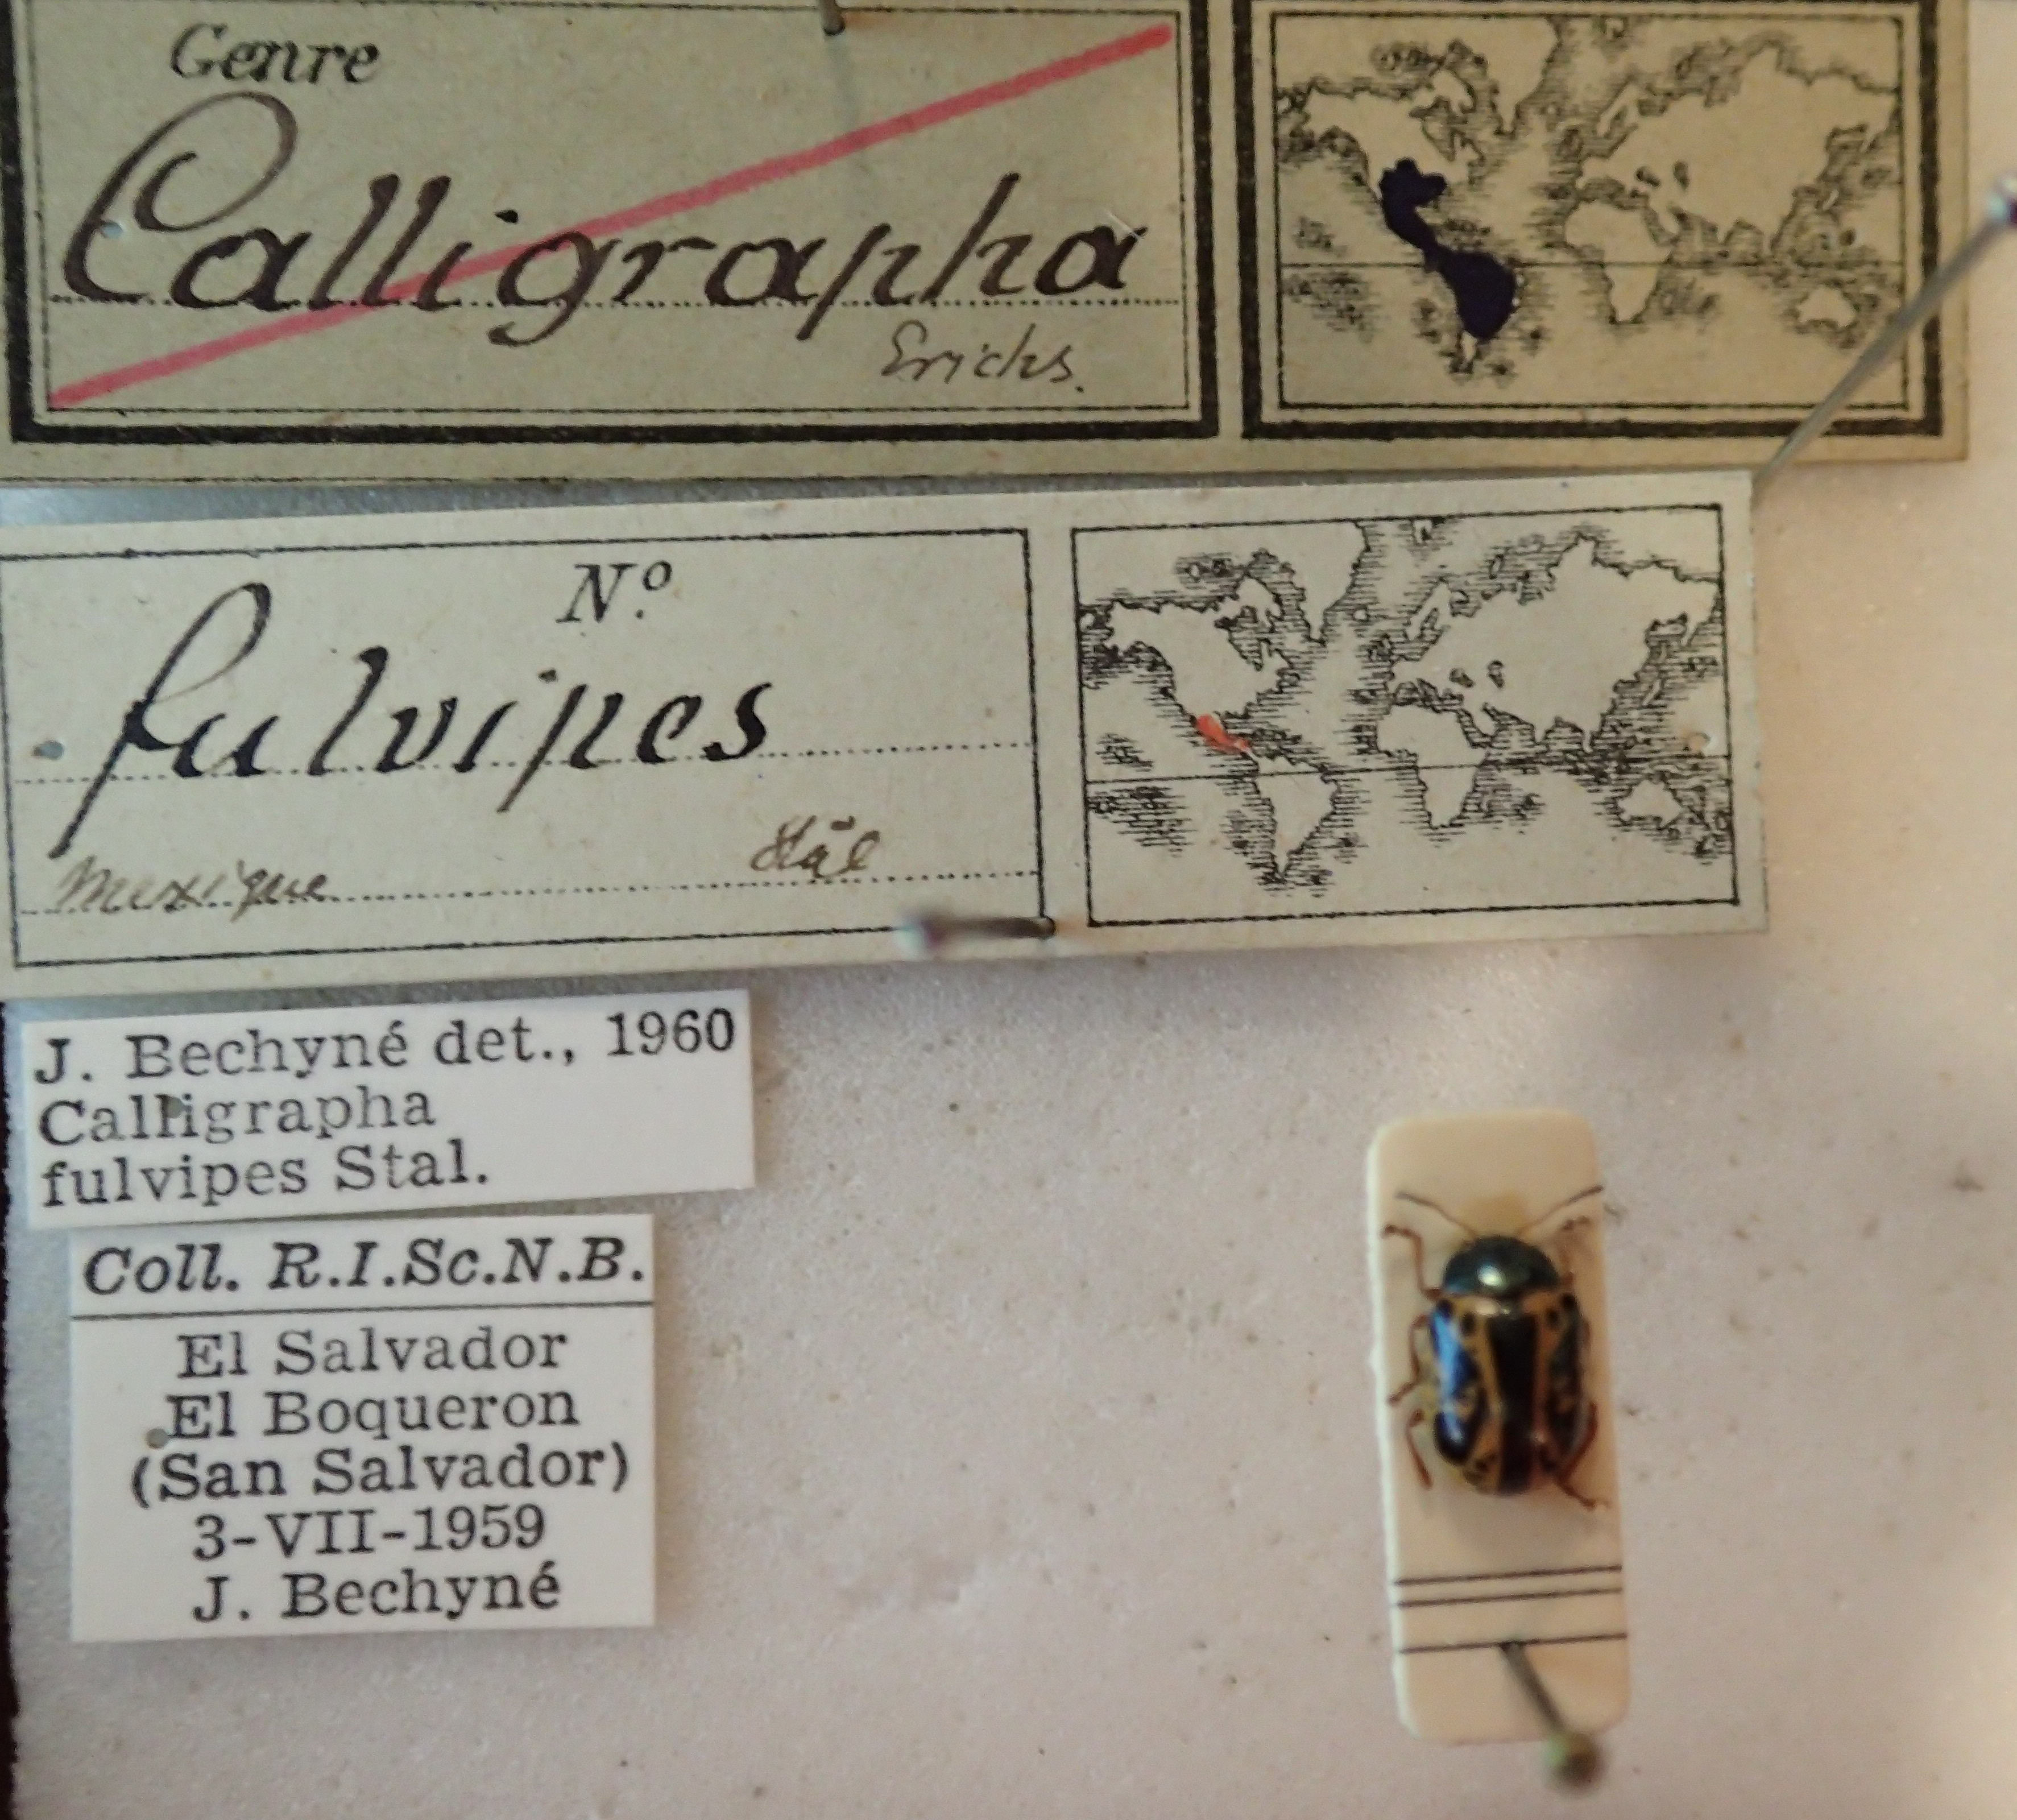 Genre
Calligrapha
Erichs.
N.º
fulvipes
Stål
Mexique
J. Bechyné det., 1960
Calligrapha
fulvipes Stal.
Coll. R.I.Sc.N.B.
El Salvador
El Boqueron
(San Salvador)
3-VII-1959
J. Bechyné